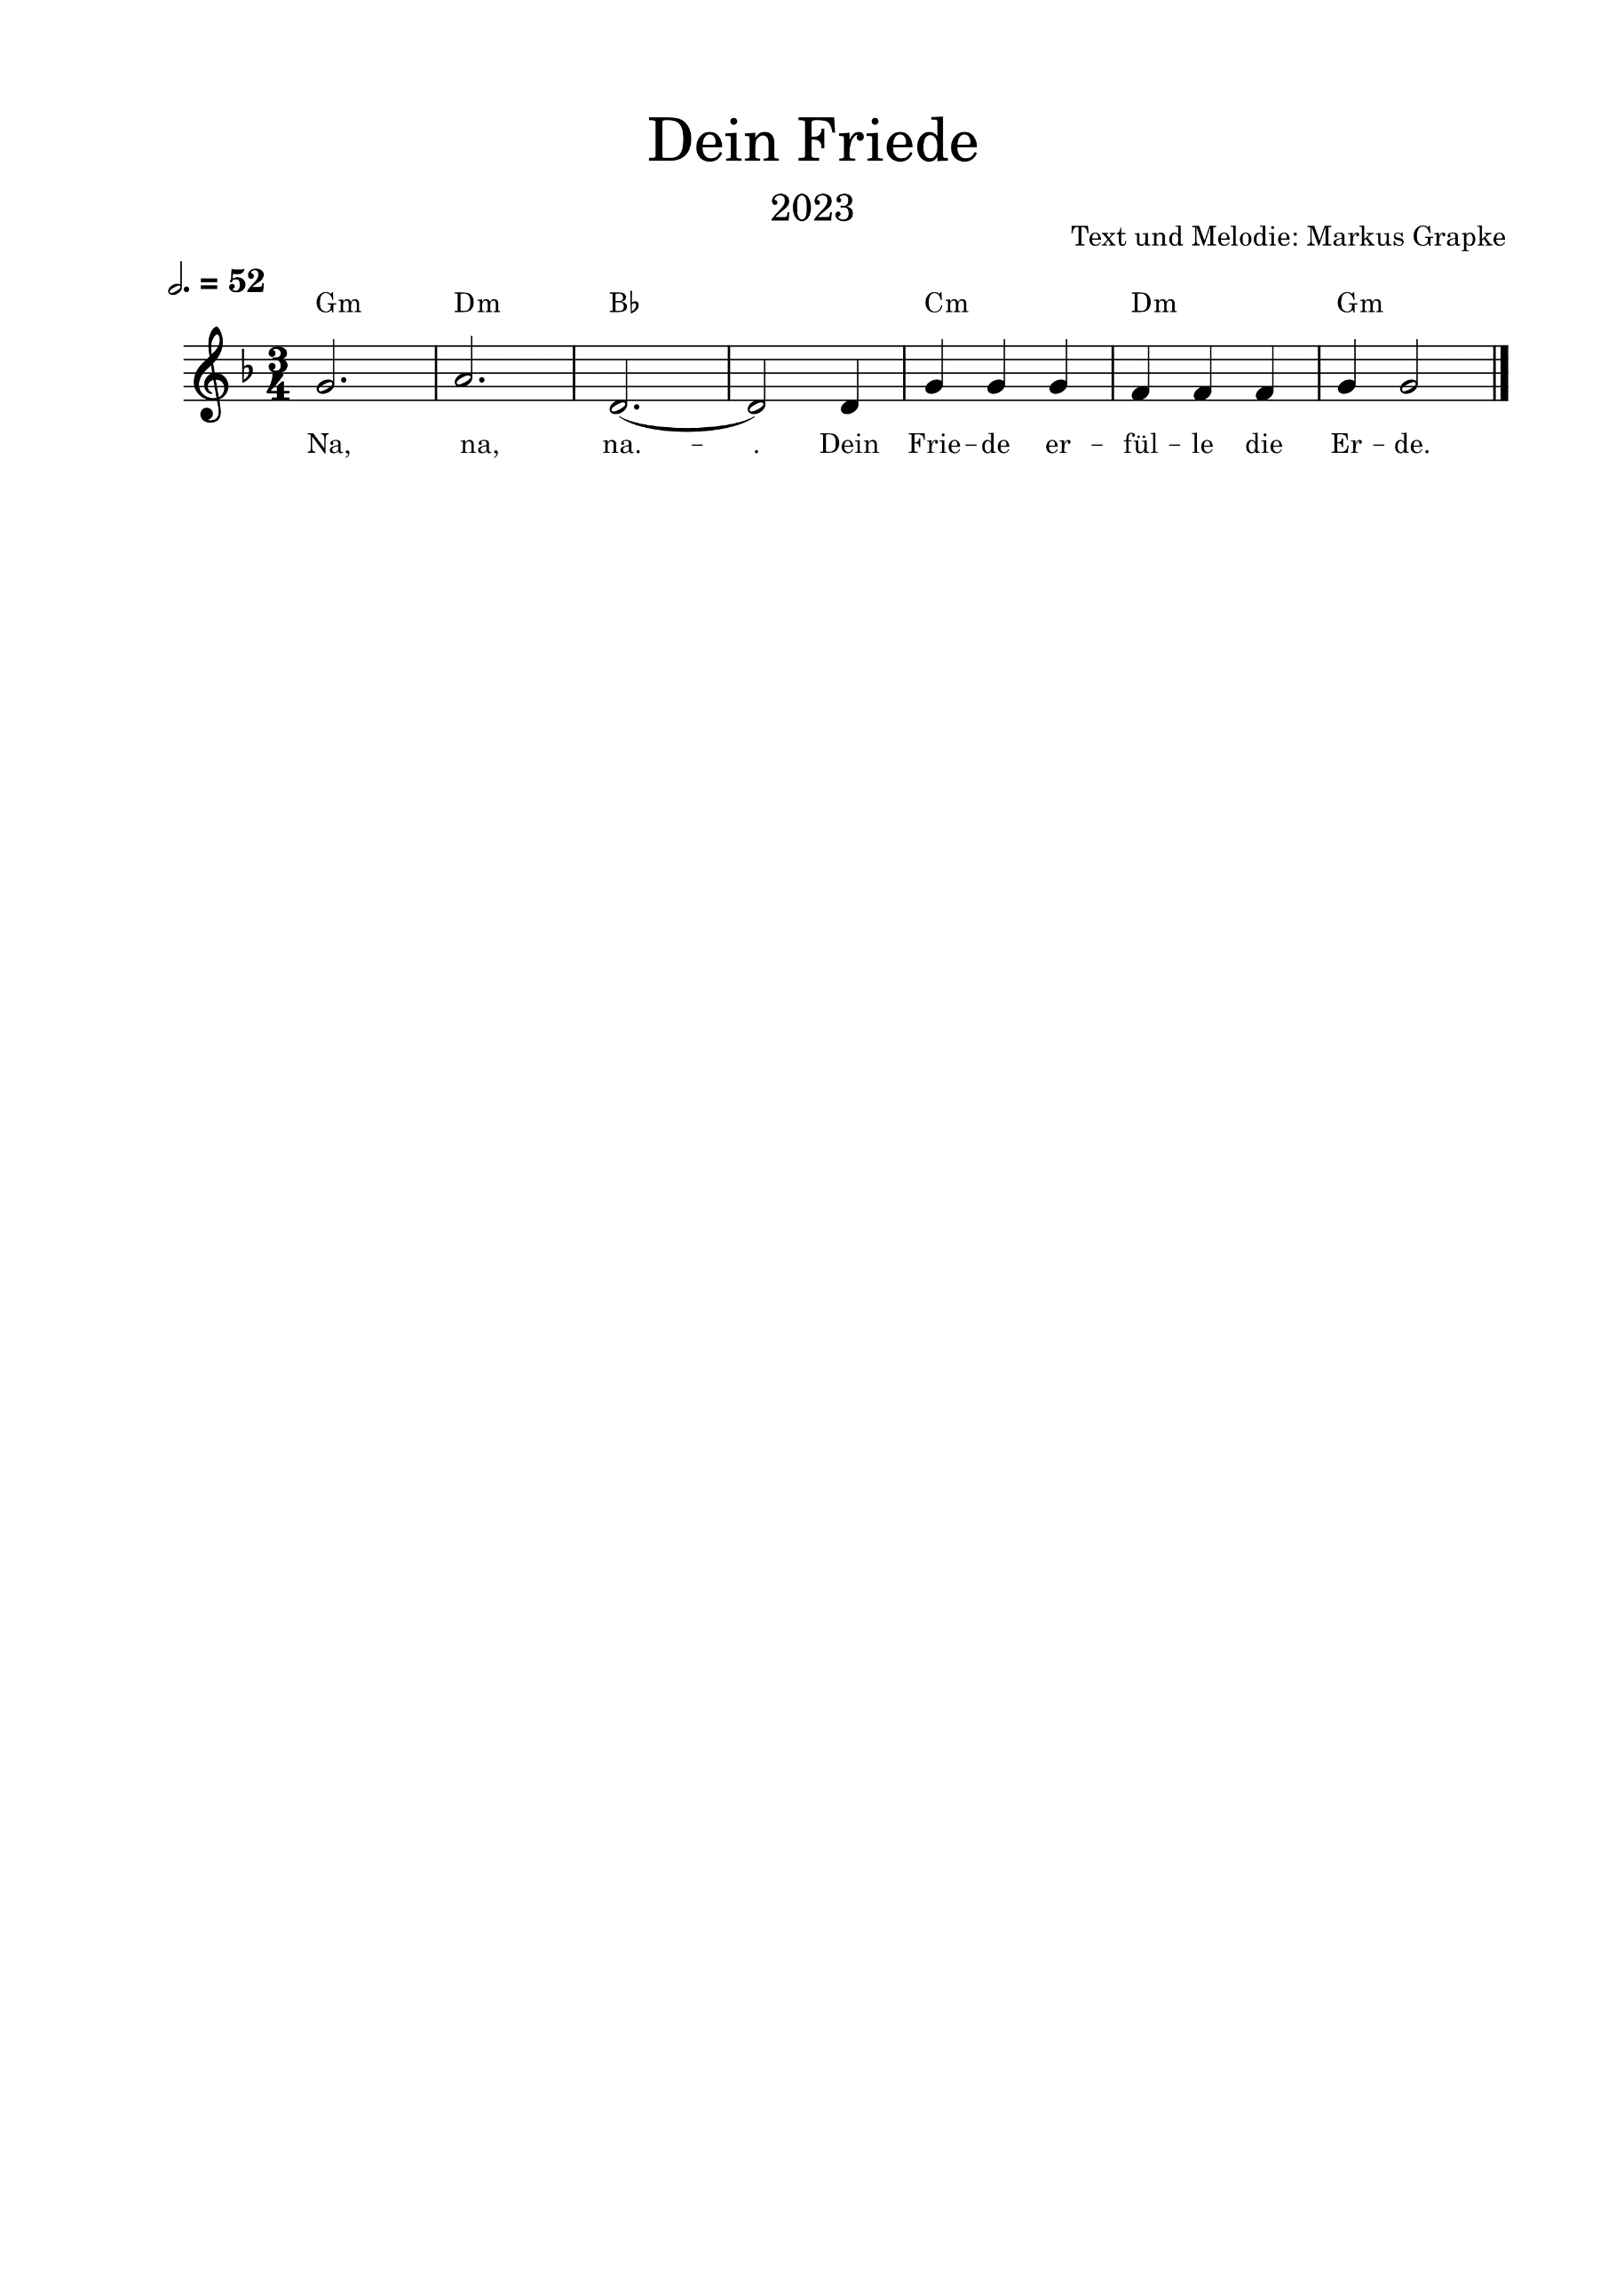 Dein Friede
2023
Text und Melodie: Markus Grapke
𝅗𝅥. = 52
Gm Dm B♭ Cm Dm Gm
3
4
Na, na, na. – . Dein Frie – de er – fül – le die Er – de.